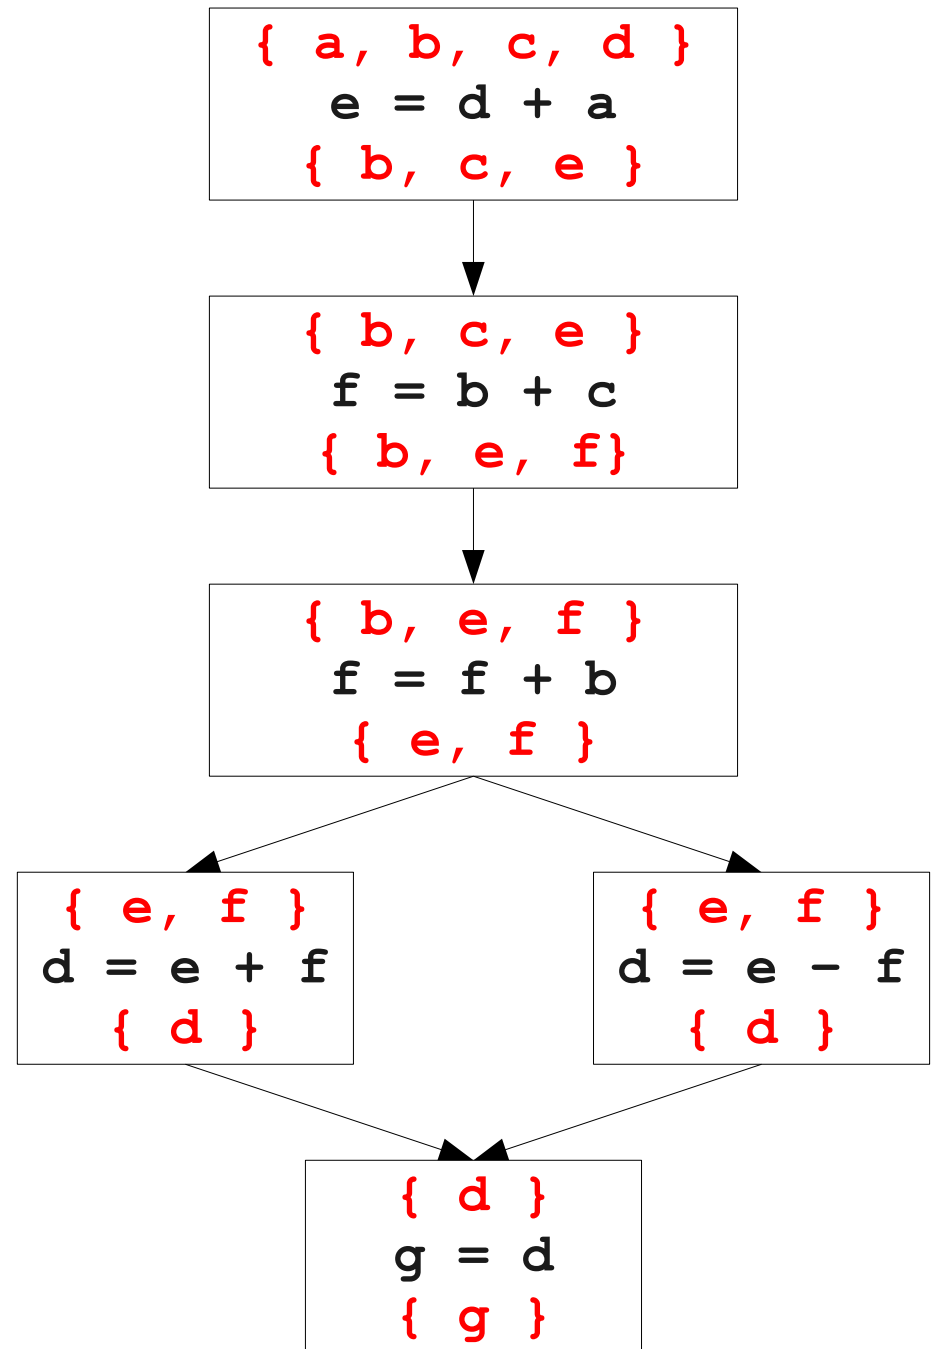 { a, b, c, d }
e = d + a
{ b, c, e }
{ b, c, e }
f = b + c
{ b, e, f}
{ b, e, f }
f = f + b
{ e, f }
{ e, f }
d = e + f
{ d }
{ e, f }
d = e - f
{ d }
{ d }
g = d
{ g }